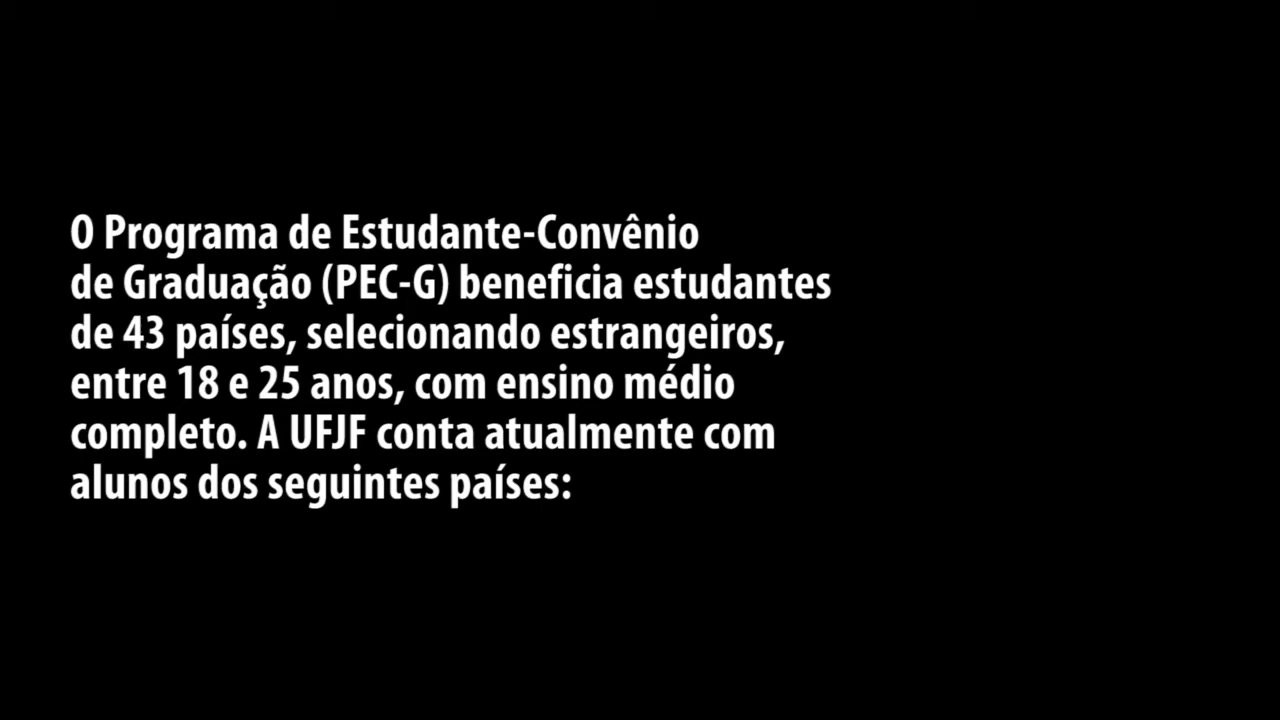 O Programa de Estudante-Convênio
de Graduação (PEC-G) beneficia estudantes
de 43 países, selecionando estrangeiros,
entre 18 e 25 anos, com ensino médio
completo. A UFJF conta atualmente com
alunos dos seguintes países: